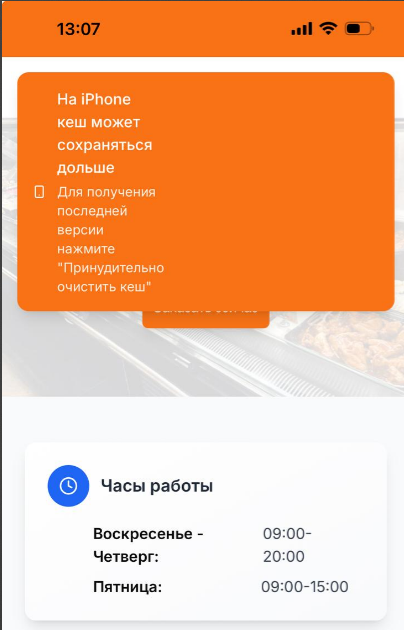 13:07
На iPhone
кеш может
сохраняться
дольше
Для получения
последней
версии
нажмите
"Принудительно
очистить кеш"
Часы работы
Воскресенье - 09:00-
Четверг: 20:00
Пятница: 09:00-15:00